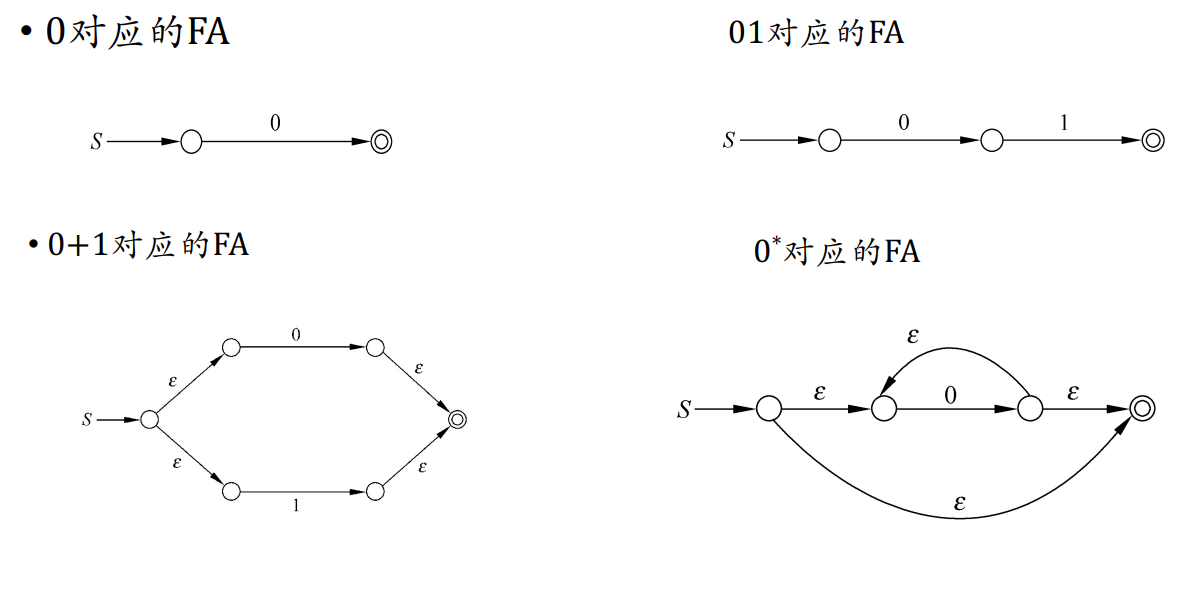 • 0对应的FA
01对应的FA
S 0
S 0 1
• 0+1对应的FA
0*对应的FA
0
ε ε
S
ε ε
1
ε
S ε 0 ε
ε